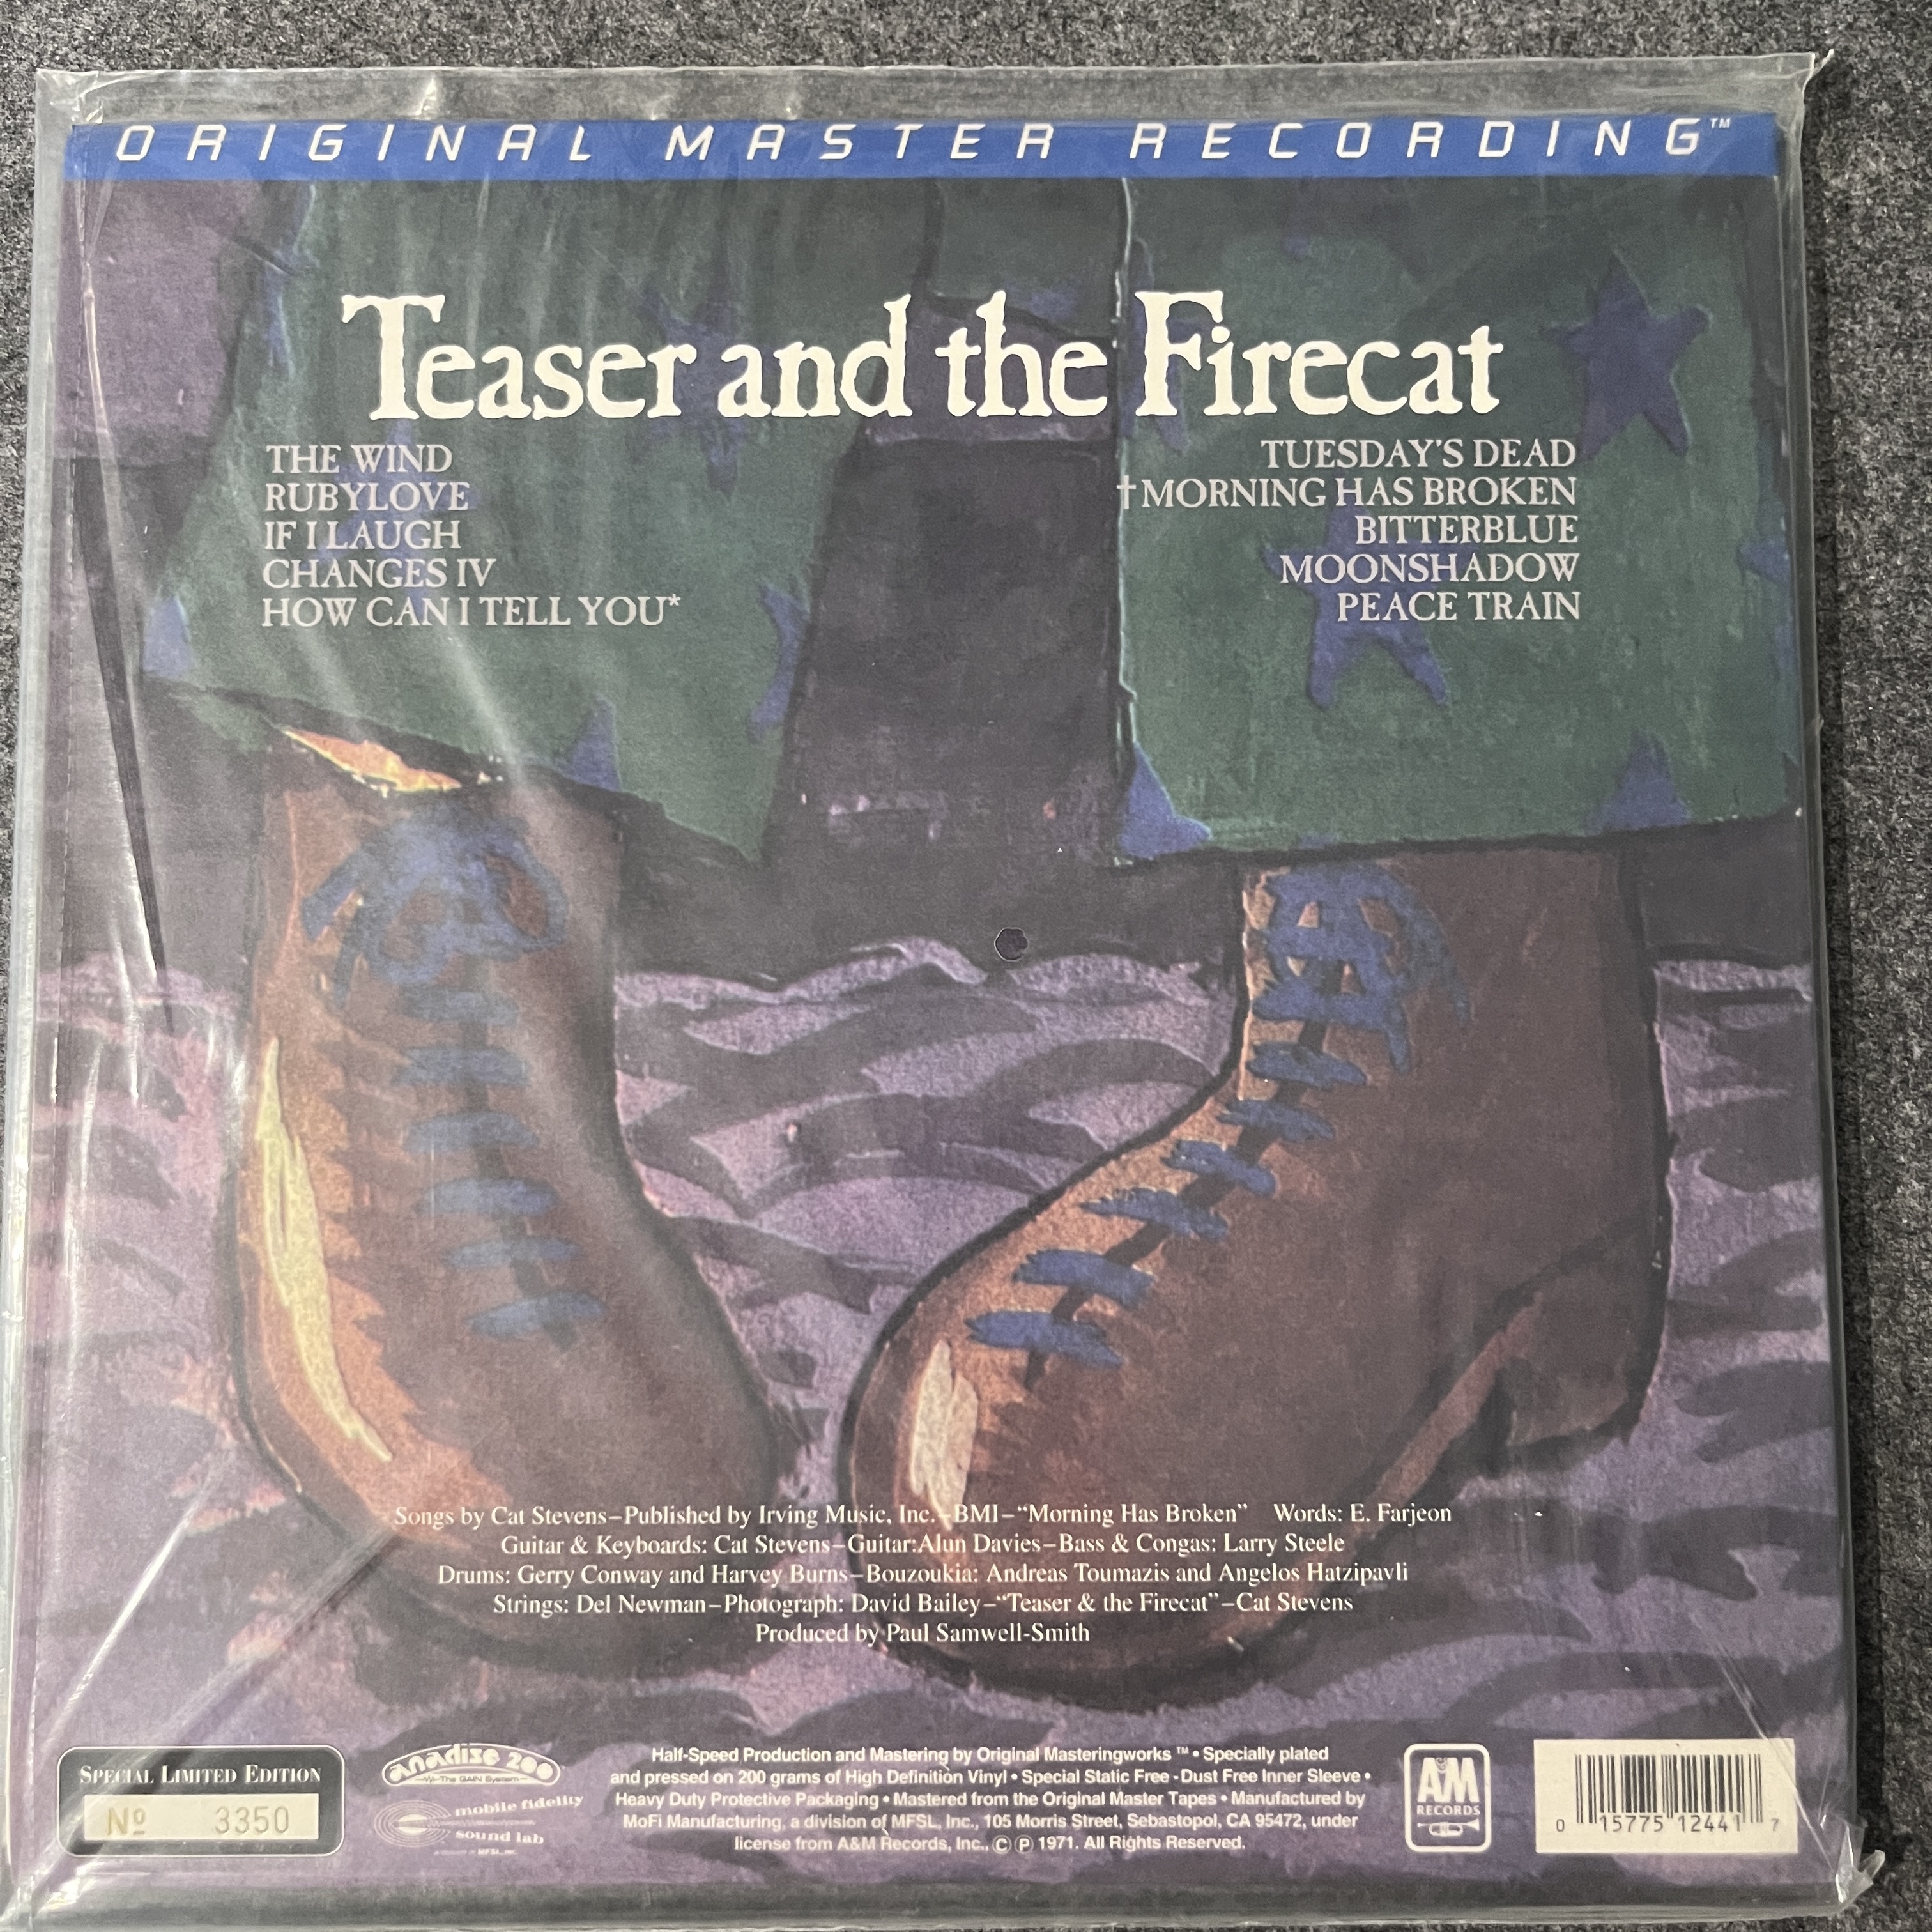 ORIGINAL MASTER RECORDING™
Teaser and the Firecat
THE WIND
RUBYLOVE
IF I LAUGH
CHANGES IV
HOW CAN I TELL YOU*
TUESDAY'S DEAD
†MORNING HAS BROKEN
BITTERBLUE
MOONSHADOW
PEACE TRAIN
Songs by Cat Stevens–Published by Irving Music, Inc.–BMI–“Morning Has Broken” Words: E. Farjeon
Guitar & Keyboards: Cat Stevens–Guitar:Alun Davies–Bass & Congas: Larry Steele
Drums: Gerry Conway and Harvey Burns–Bouzoukia: Andreas Toumazis and Angelos Hatzipavli
Strings: Del Newman–Photograph: David Bailey–“Teaser & the Firecat”–Cat Stevens
Produced by Paul Samwell-Smith
SPECIAL LIMITED EDITION
Nº 3350
anadisc 200
–w/–The GAIN System–
mobile fidelity
sound lab
Half-Speed Production and Mastering by Original Masteringworks ™ • Specially plated
and pressed on 200 grams of High Definition Vinyl • Special Static Free -Dust Free Inner Sleeve •
Heavy Duty Protective Packaging • Mastered from the Original Master Tapes • Manufactured by
MoFi Manufacturing, a division of MFSL, Inc., 105 Morris Street, Sebastopol, CA 95472, under
license from A&M Records, Inc., © ℗ 1971. All Rights Reserved.
A&M
RECORDS
0 15775 12441 7